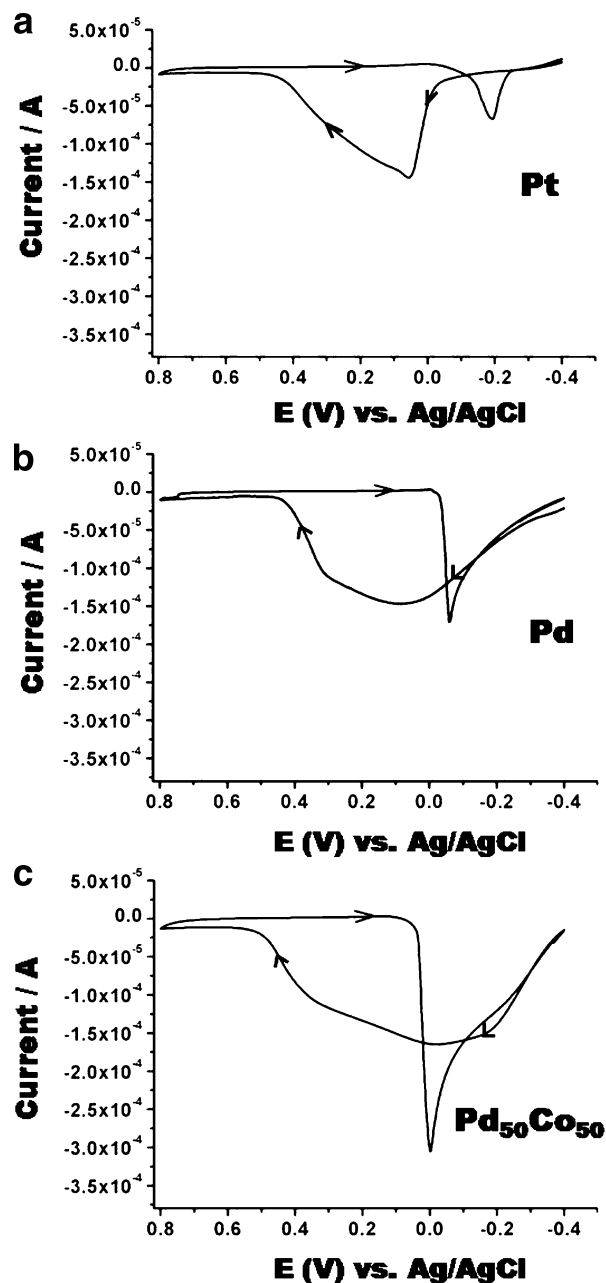 a
5.0x10⁻⁵
0.0
-5.0x10⁻⁵
-1.0x10⁻⁴
-1.5x10⁻⁴
-2.0x10⁻⁴
-2.5x10⁻⁴
-3.0x10⁻⁴
-3.5x10⁻⁴
Current / A
Pt
0.8 0.6 0.4 0.2 0.0 -0.2 -0.4
E (V) vs. Ag/AgCl
b
5.0x10⁻⁵
0.0
-5.0x10⁻⁵
-1.0x10⁻⁴
-1.5x10⁻⁴
-2.0x10⁻⁴
-2.5x10⁻⁴
-3.0x10⁻⁴
-3.5x10⁻⁴
Current / A
Pd
0.8 0.6 0.4 0.2 0.0 -0.2 -0.4
E (V) vs. Ag/AgCl
c
5.0x10⁻⁵
0.0
-5.0x10⁻⁵
-1.0x10⁻⁴
-1.5x10⁻⁴
-2.0x10⁻⁴
-2.5x10⁻⁴
-3.0x10⁻⁴
-3.5x10⁻⁴
Current / A
Pd₅₀Co₅₀
0.8 0.6 0.4 0.2 0.0 -0.2 -0.4
E (V) vs. Ag/AgCl